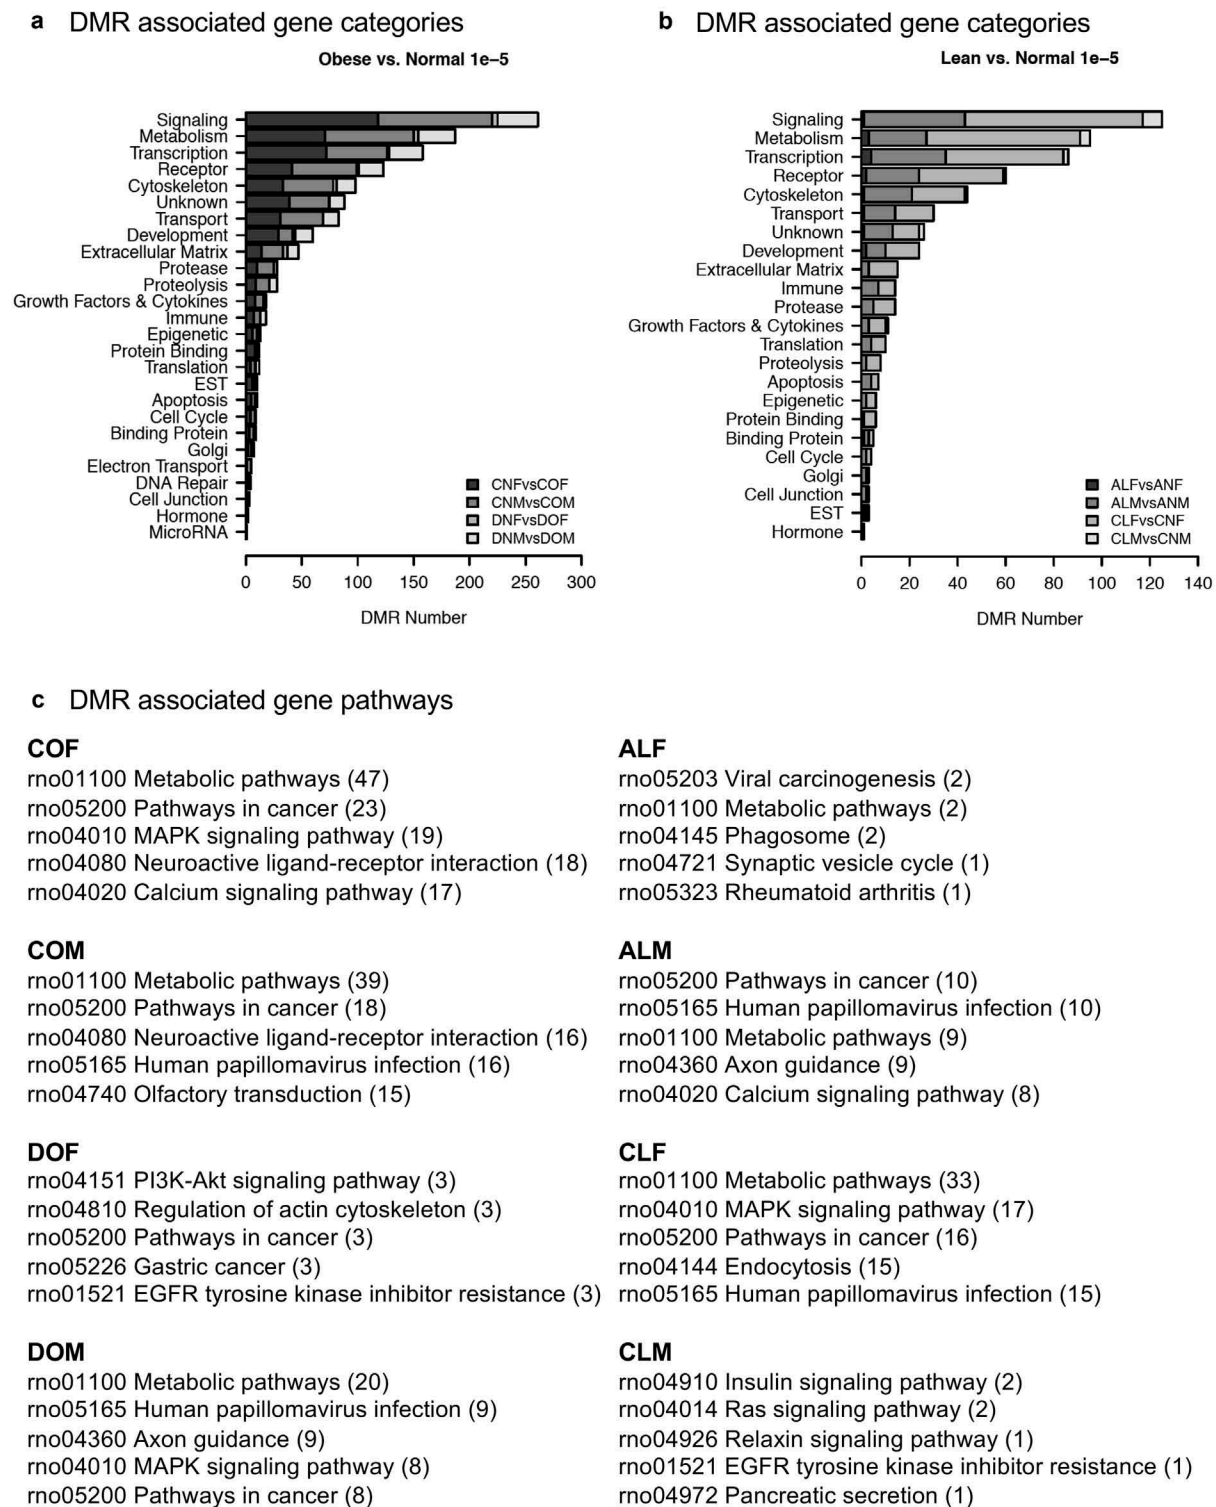 a DMR associated gene categories
Obese vs. Normal 1e–5
Signaling
Metabolism
Transcription
Receptor
Cytoskeleton
Unknown
Transport
Development
Extracellular Matrix
Protease
Proteolysis
Growth Factors & Cytokines
Immune
Epigenetic
Protein Binding
Translation
EST
Apoptosis
Cell Cycle
Binding Protein
Golgi
Electron Transport
DNA Repair
Cell Junction
Hormone
MicroRNA
CNFvsCOF
CNMvsCOM
DNFvsDOF
DNMvsDOM
0 50 100 150 200 250 300
DMR Number
b DMR associated gene categories
Lean vs. Normal 1e–5
Signaling
Metabolism
Transcription
Receptor
Cytoskeleton
Transport
Unknown
Development
Extracellular Matrix
Immune
Protease
Growth Factors & Cytokines
Translation
Proteolysis
Apoptosis
Epigenetic
Protein Binding
Binding Protein
Cell Cycle
Golgi
Cell Junction
EST
Hormone
ALFvsANF
ALMvsANM
CLFvsCNF
CLMvsCNM
0 20 40 60 80 100 120 140
DMR Number
c DMR associated gene pathways
COF
rno01100 Metabolic pathways (47)
rno05200 Pathways in cancer (23)
rno04010 MAPK signaling pathway (19)
rno04080 Neuroactive ligand-receptor interaction (18)
rno04020 Calcium signaling pathway (17)
COM
rno01100 Metabolic pathways (39)
rno05200 Pathways in cancer (18)
rno04080 Neuroactive ligand-receptor interaction (16)
rno05165 Human papillomavirus infection (16)
rno04740 Olfactory transduction (15)
DOF
rno04151 PI3K-Akt signaling pathway (3)
rno04810 Regulation of actin cytoskeleton (3)
rno05200 Pathways in cancer (3)
rno05226 Gastric cancer (3)
rno01521 EGFR tyrosine kinase inhibitor resistance (3)
DOM
rno01100 Metabolic pathways (20)
rno05165 Human papillomavirus infection (9)
rno04360 Axon guidance (9)
rno04010 MAPK signaling pathway (8)
rno05200 Pathways in cancer (8)
ALF
rno05203 Viral carcinogenesis (2)
rno01100 Metabolic pathways (2)
rno04145 Phagosome (2)
rno04721 Synaptic vesicle cycle (1)
rno05323 Rheumatoid arthritis (1)
ALM
rno05200 Pathways in cancer (10)
rno05165 Human papillomavirus infection (10)
rno01100 Metabolic pathways (9)
rno04360 Axon guidance (9)
rno04020 Calcium signaling pathway (8)
CLF
rno01100 Metabolic pathways (33)
rno04010 MAPK signaling pathway (17)
rno05200 Pathways in cancer (16)
rno04144 Endocytosis (15)
rno05165 Human papillomavirus infection (15)
CLM
rno04910 Insulin signaling pathway (2)
rno04014 Ras signaling pathway (2)
rno04926 Relaxin signaling pathway (1)
rno01521 EGFR tyrosine kinase inhibitor resistance (1)
rno04972 Pancreatic secretion (1)